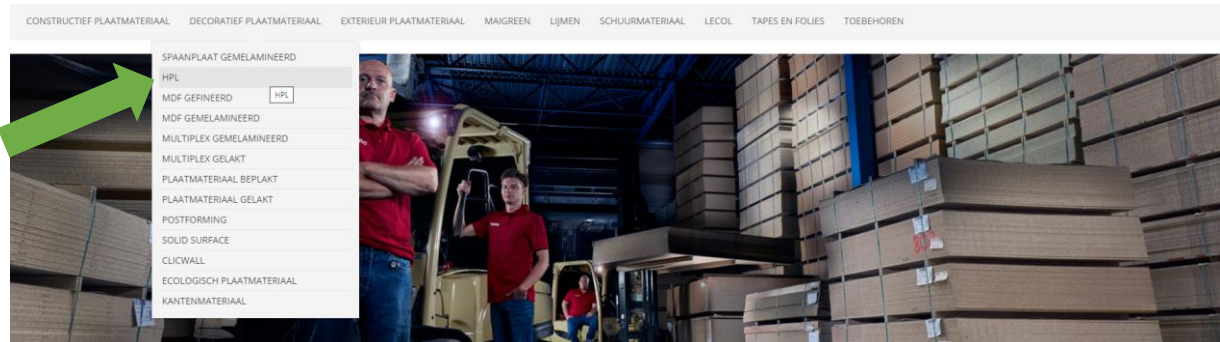 CONSTRUCTIEF PLAATMATERIAAL DECORATIEF PLAATMATERIAAL EXTERIEUR PLAATMATERIAAL MAIGREEN LIJMEN SCHUURMATERIAAL LECOL TAPES EN FOLIES TOEBEHOREN
SPAANPLAAT GEMELAMINEERD
HPL
MDF GEFINEERD
HPL
MDF GEMELAMINEERD
MULTIPLEX GEMELAMINEERD
MULTIPLEX GELAKT
PLAATMATERIAAL BEPLAKT
PLAATMATERIAAL GELAKT
POSTFORMING
SOLID SURFACE
CLICWALL
ECOLOGISCH PLAATMATERIAAL
KANTENMATERIAAL